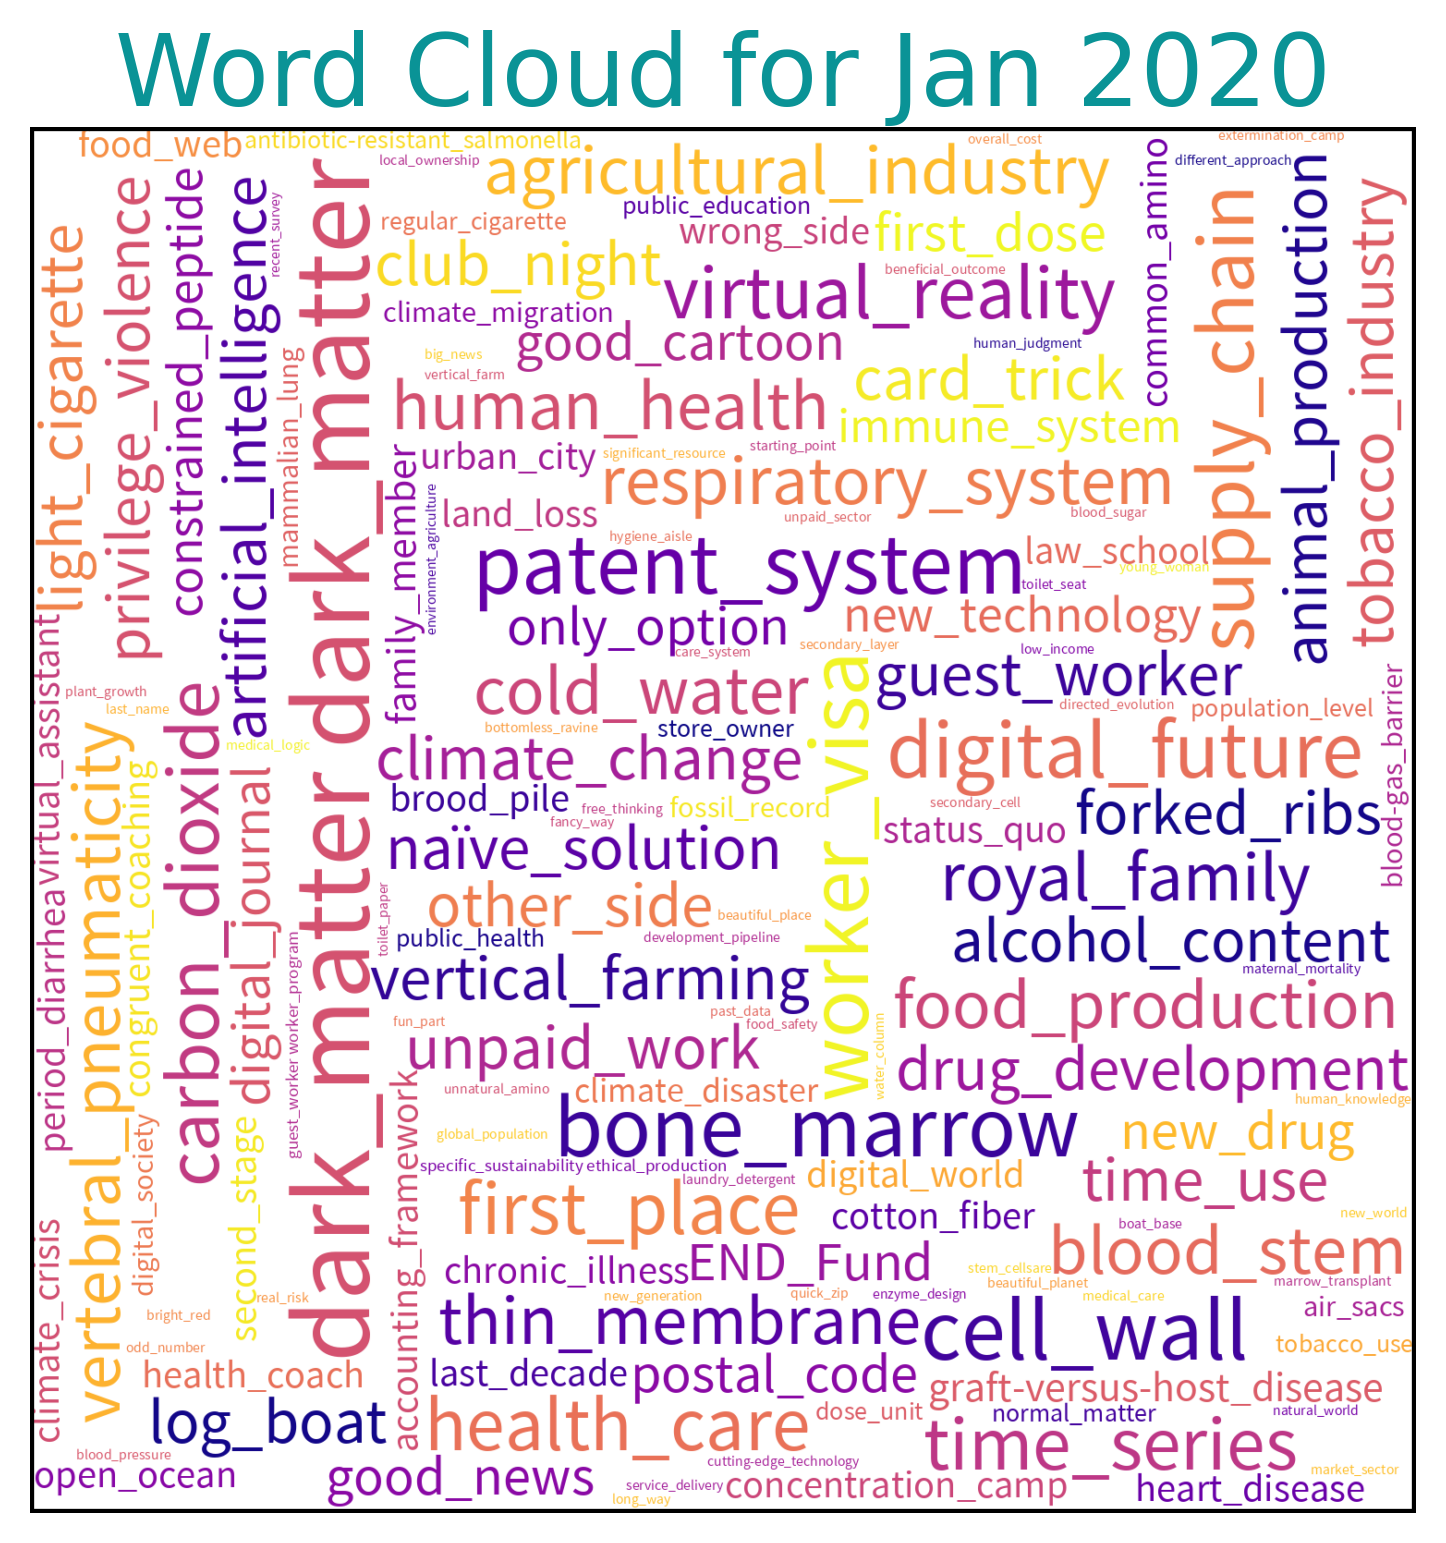 Word Cloud for Jan 2020
food_web
antibiotic-resistant_salmonella
overall_cost
extermination_camp
local_ownership
agricultural_industry
different_approach
common_amino
animal_production
tobacco_industry
supply_chain
public_education
regular_cigarette
wrong_side
first_dose
club_night
virtual_reality
beneficial_outcome
climate_migration
good_cartoon
human_judgment
big_news
vertical_farm
card_trick
human_health
immune_system
light_cigarette
privilege_violence
constrained_peptide
artificial_intelligence
recent_survey
mammalian_lung
dark_matter dark_matter
urban_city
significant_resource
starting_point
respiratory_system
family_member
environment_agriculture
land_loss
unpaid_sector
blood_sugar
hygiene_aisle
patent_system
law_school
young_woman
toilet_seat
only_option
new_technology
care_system
secondary_layer
low_income
cold_water
guest_worker
worker_visa
bottomless_ravine
store_owner
directed_evolution
population_level
blood-gas_barrier
virtual_assistant
plant_growth
last_name
medical_logic
climate_change
digital_future
brood_pile
free_thinking
fossil_record
secondary_cell
forked_ribs
fancy_way
status_quo
naïve_solution
royal_family
vertebral_pneumaticity
congruent_coaching
carbon_dioxide
digital_journal
toilet_paper
other_side
beautiful_place
public_health
development_pipeline
alcohol_content
maternal_mortality
vertical_farming
food_production
period_diarrhea
guest_worker worker_program
dark_matter dark_matter
fun_part
past_data
food_safety
water_column
unpaid_work
drug_development
unnatural_amino
climate_disaster
human_knowledge
bone_marrow
new_drug
global_population
specific_sustainability
ethical_production
laundry_detergent
digital_world
time_use
digital_society
second_stage
accounting_framework
first_place
cotton_fiber
boat_base
new_world
blood_stem
chronic_illness
END_Fund
stem_cellsare
beautiful_planet
marrow_transplant
climate_crisis
real_risk
bright_red
new_generation
quick_zip
enzyme_design
medical_care
air_sacs
thin_membrane
cell_wall
tobacco_use
odd_number
health_coach
last_decade
postal_code
graft-versus-host_disease
log_boat
health_care
dose_unit
normal_matter
natural_world
time_series
blood_pressure
open_ocean
good_news
cutting-edge_technology
market_sector
service_delivery
concentration_camp
heart_disease
long_way